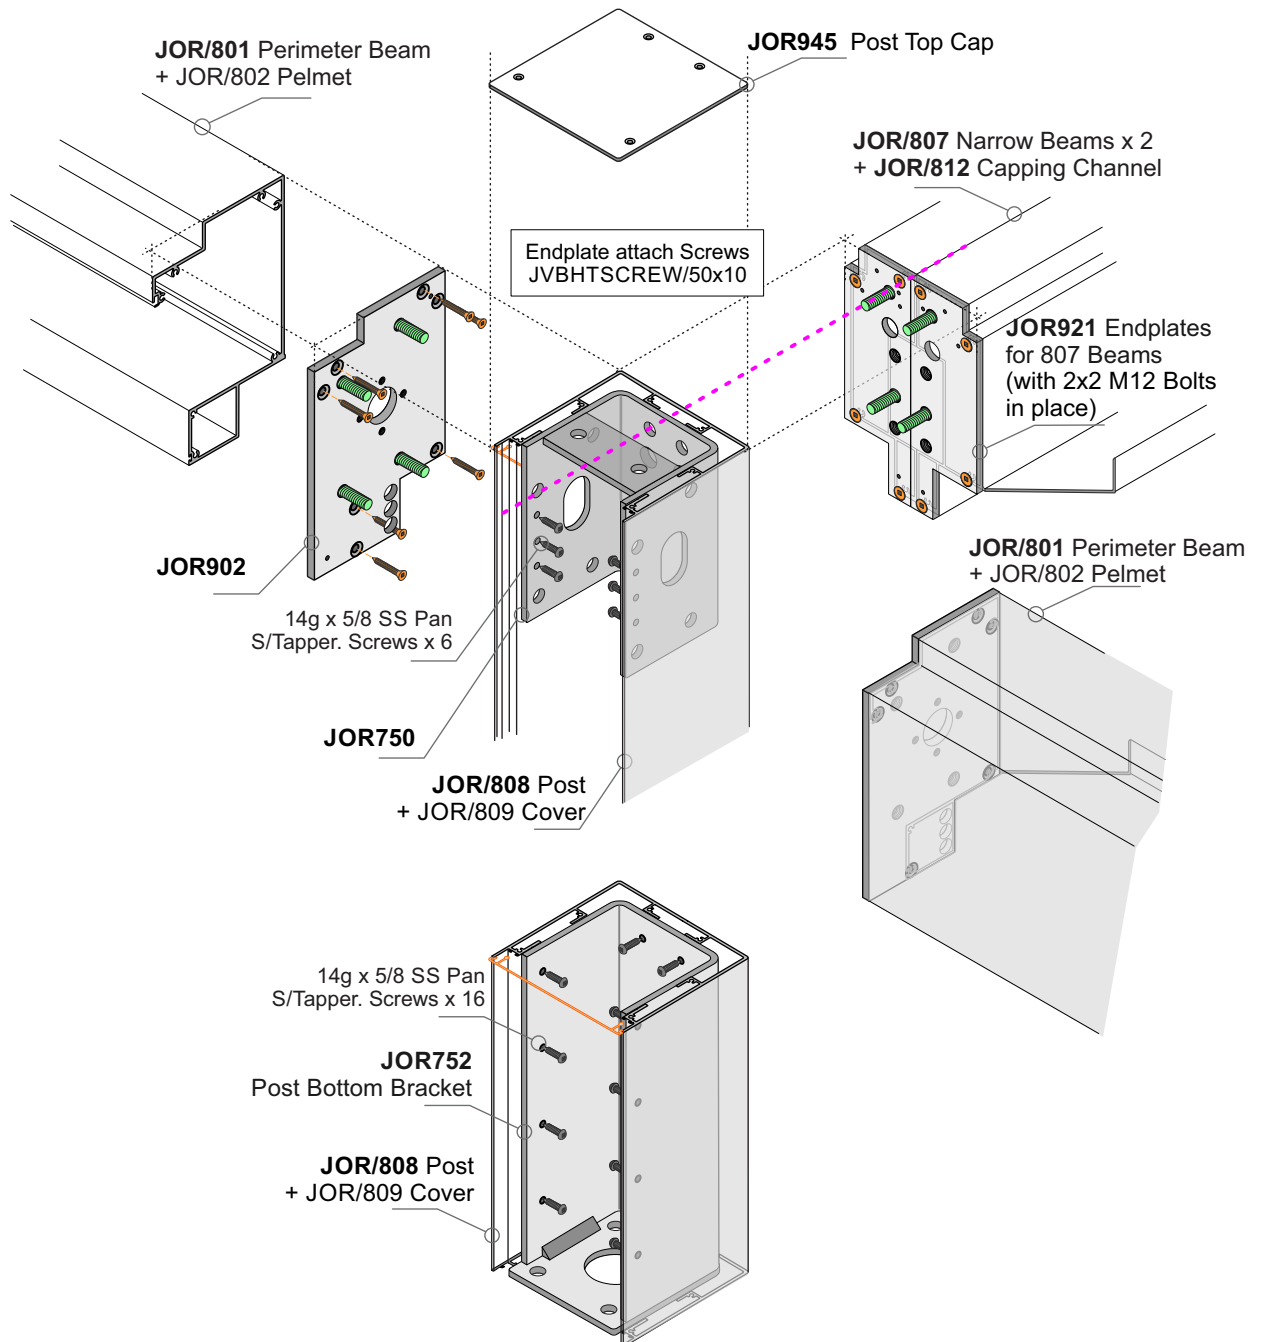 JOR/801 Perimeter Beam
+ JOR/802 Pelmet
JOR945 Post Top Cap
JOR/807 Narrow Beams x 2
+ JOR/812 Capping Channel
Endplate attach Screws
JVBHTSCREW/50x10
JOR921 Endplates
for 807 Beams
(with 2x2 M12 Bolts
in place)
JOR902
14g x 5/8 SS Pan
S/Tapper. Screws x 6
JOR750
JOR/808 Post
+ JOR/809 Cover
JOR/801 Perimeter Beam
+ JOR/802 Pelmet
14g x 5/8 SS Pan
S/Tapper. Screws x 16
JOR752
Post Bottom Bracket
JOR/808 Post
+ JOR/809 Cover